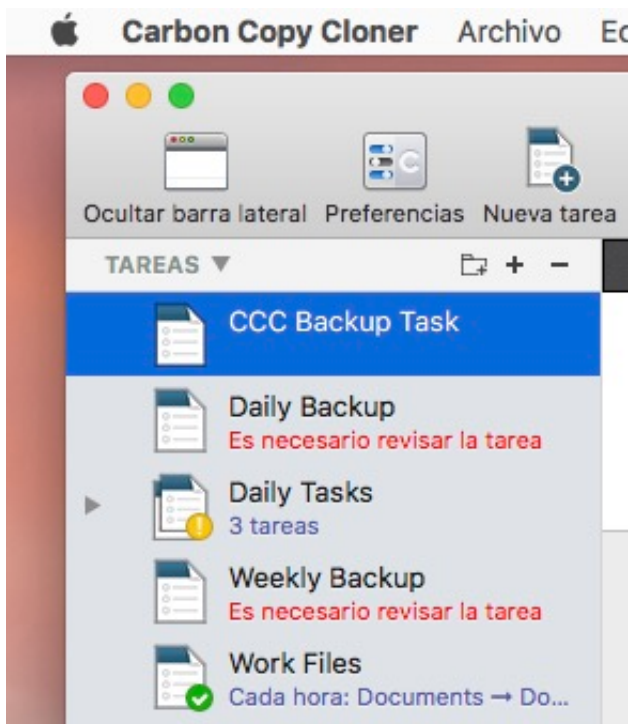 Carbon Copy Cloner Archivo
Ocultar barra lateral Preferencias Nueva tarea
TAREAS
CCC Backup Task
Daily Backup
Es necesario revisar la tarea
Daily Tasks
3 tareas
Weekly Backup
Es necesario revisar la tarea
Work Files
Cada hora: Documents → Do...